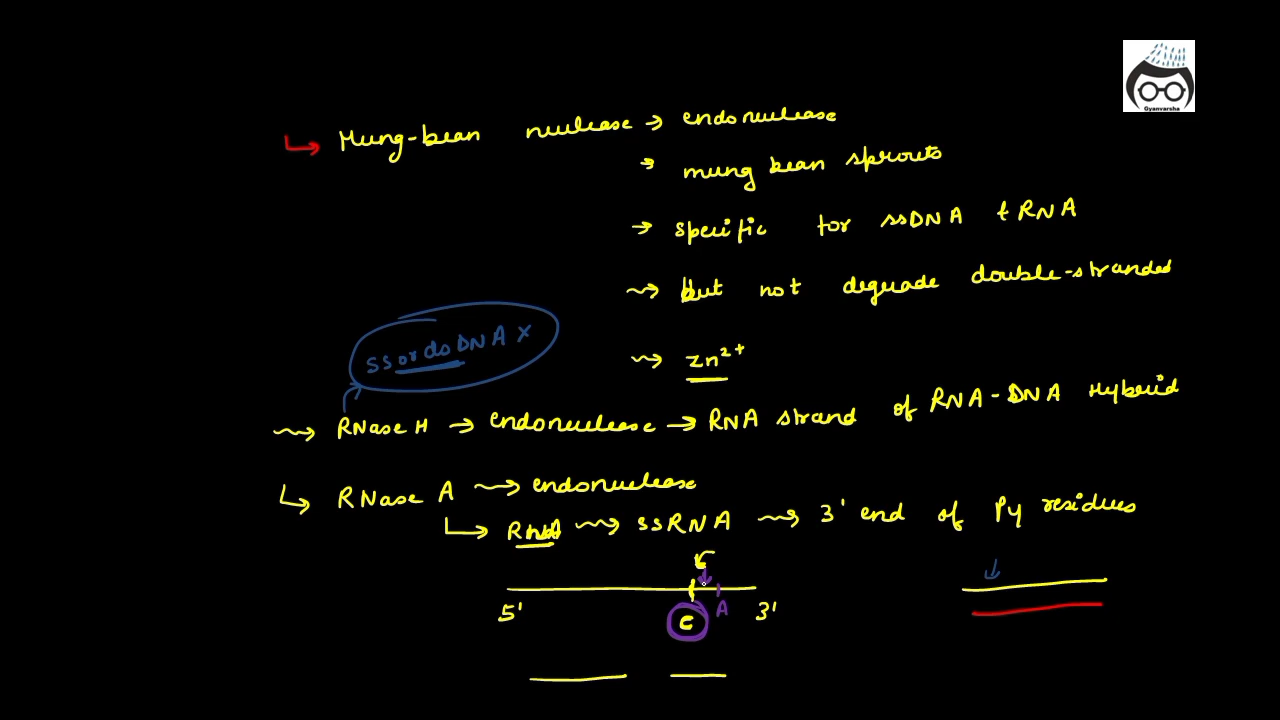 Gyanvarsha
↳ Mung-bean nuclease → endonuclease
→ mung bean sprouts
→ specific for ssDNA & RNA
⇝ but not degrade double-stranded
ss or ds DNA X
⇝ Zn²⁺
⇝ RNase H → endonuclease → RNA strand of RNA-DNA Hybrid
↳ RNase A ⇝ endonuclease
↳ RNA ⇝ ssRNA ⇝ 3' end of Py residues
5' C A 3'